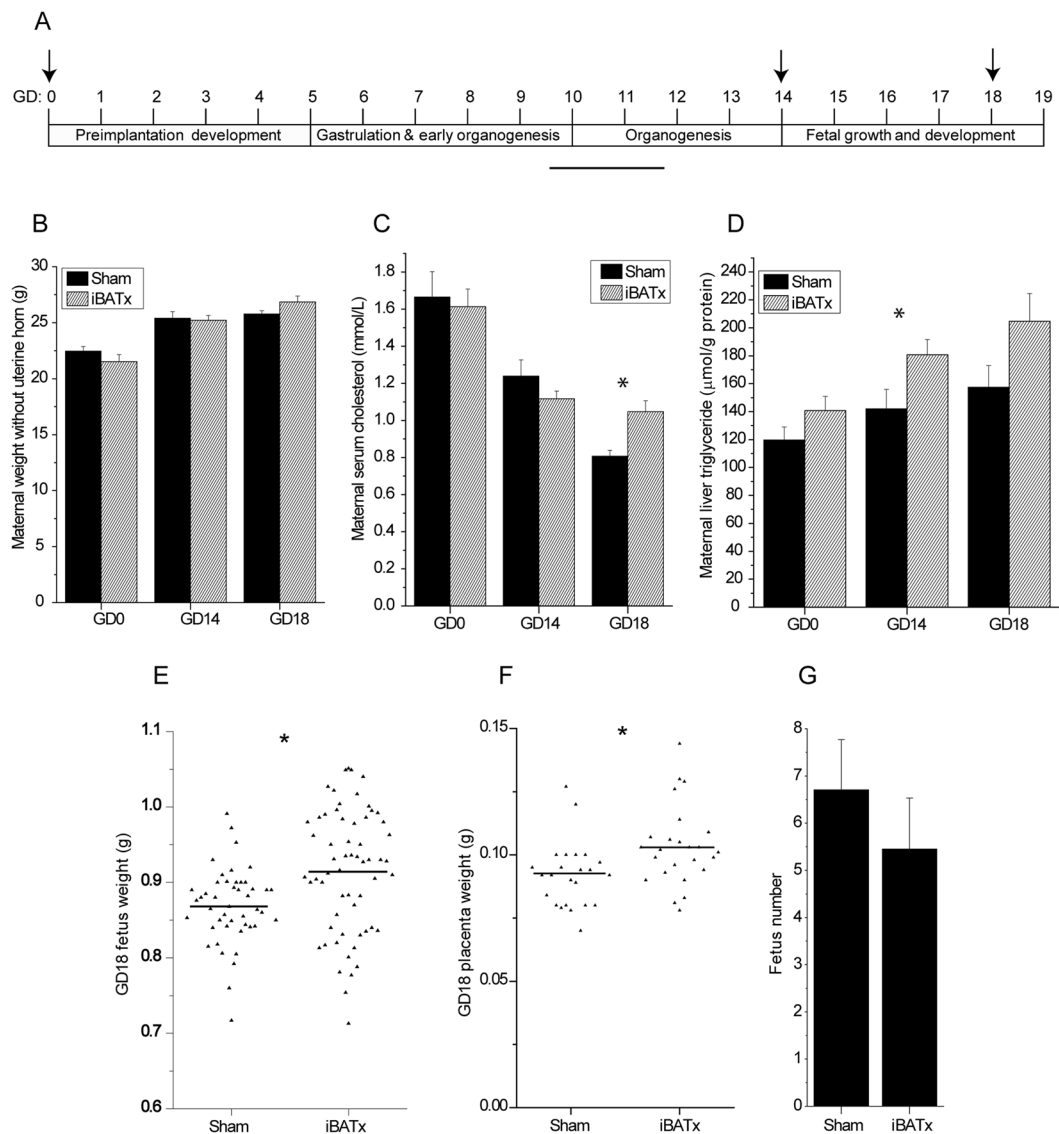 A
GD: 0 1 2 3 4 5 6 7 8 9 10 11 12 13 14 15 16 17 18 19
Preimplantation development Gastrulation & early organogenesis Organogenesis Fetal growth and development
B
Maternal weight without uterine horn (g)
30
25
20
15
10
5
0
Sham
iBATx
GD0 GD14 GD18
C
Maternal serum cholesterol (mmol/L)
1.8
1.6
1.4
1.2
1.0
0.8
0.6
0.4
0.2
0.0
Sham
iBATx
*
GD0 GD14 GD18
D
Maternal liver triglyceride (μmol/g protein)
240
220
200
180
160
140
120
100
80
60
40
20
0
Sham
iBATx
*
GD0 GD14 GD18
E
GD18 fetus weight (g)
1.1
1.0
0.9
0.8
0.7
0.6
*
Sham iBATx
F
GD18 placenta weight (g)
0.15
0.10
0.05
0.00
*
Sham iBATx
G
Fetus number
8
7
6
5
4
3
2
1
0
Sham iBATx